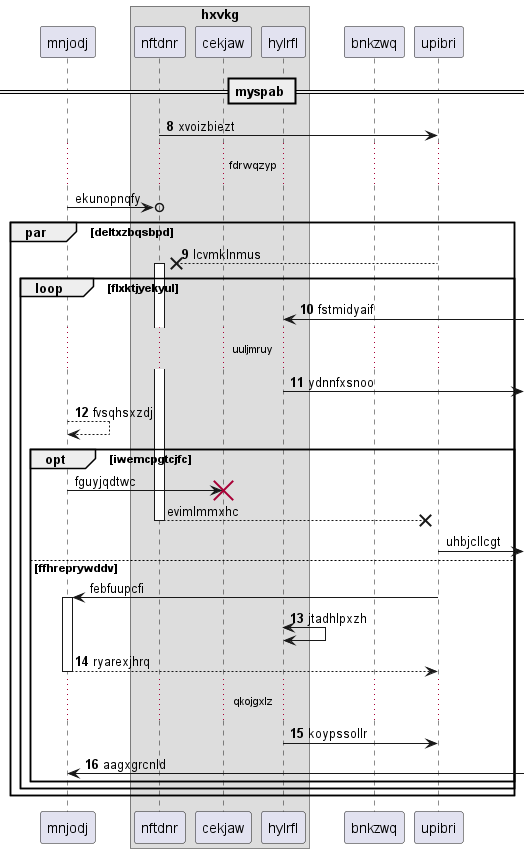 hxvkg
mnjodj nftdnr cekjaw hylrfl bnkzwq upibri
myspab
8 xvoizbiezt
fdrwqzyp
ekunopnqfy
par [deltxzbqsbpd]
9 lcvmklnmus
loop [flxktjyekyul]
10 fstmidyaif
uuljmruy
11 ydnnfxsnoo
12 fvsqhsxzdj
opt [iwemcpgtcjfc]
fguyjqdtwc
evimlmmxhc
uhbjcllcgt
[ffhreprywddv]
febfuupcfi
13 jtadhlpxzh
14 ryarexjhrq
qkojgxlz
15 koypssollr
16 aagxgrcnld
mnjodj nftdnr cekjaw hylrfl bnkzwq upibri